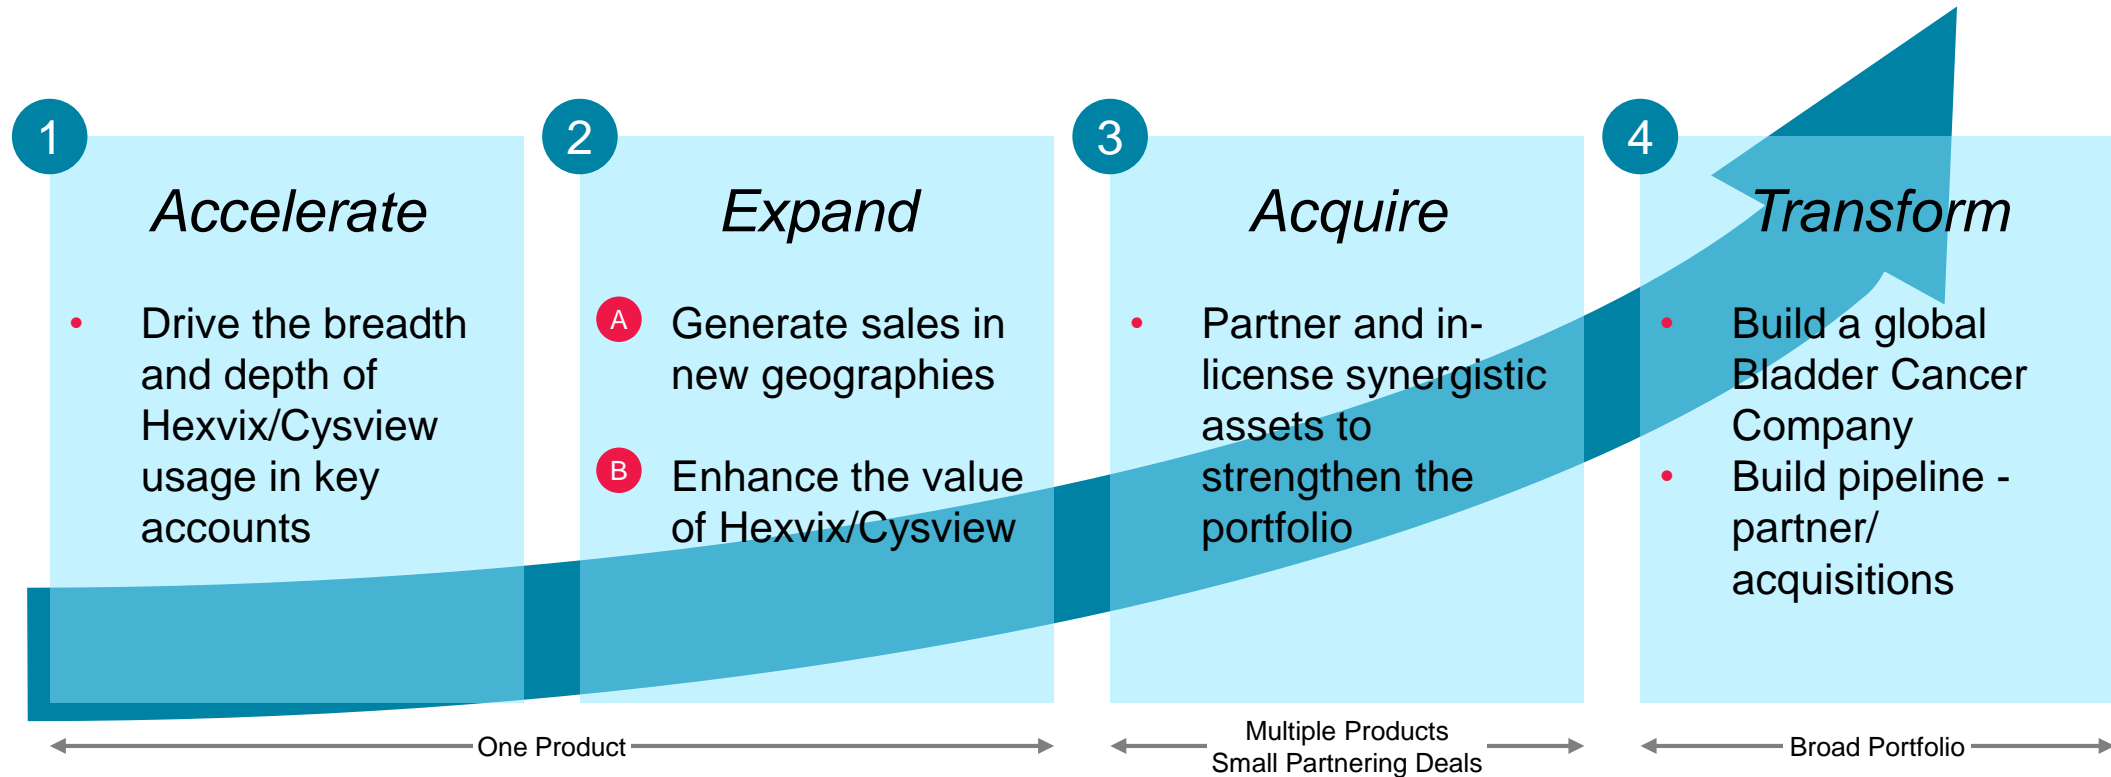 1
Accelerate
• Drive the breadth
and depth of
Hexvix/Cysview
usage in key
accounts
2
Expand
A Generate sales in
new geographies
B Enhance the value
of Hexvix/Cysview
3
Acquire
• Partner and in-
license synergistic
assets to
strengthen the
portfolio
4
Transform
• Build a global
Bladder Cancer
Company
• Build pipeline -
partner/
acquisitions
One Product
Multiple Products
Small Partnering Deals
Broad Portfolio